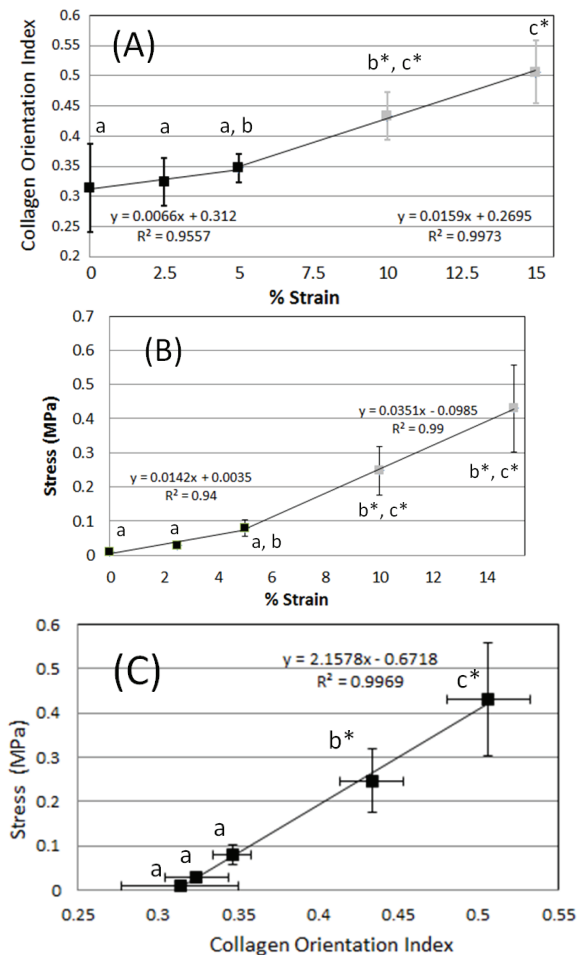 (A)
Collagen Orientation Index
0.6
0.55
0.5
0.45
0.4
0.35
0.3
0.25
0.2
a
a
a, b
b*, c*
c*
y = 0.0066x + 0.312
R² = 0.9557
y = 0.0159x + 0.2695
R² = 0.9973
0 2.5 5 7.5 10 12.5 15
% Strain
(B)
Stress (MPa)
0.7
0.6
0.5
0.4
0.3
0.2
0.1
0
y = 0.0351x - 0.0985
R² = 0.99
y = 0.0142x + 0.0035
R² = 0.94
a
a
a, b
b*, c*
b*, c*
0 2 4 6 8 10 12 14
% Strain
(C)
Stress (MPa)
0.6
0.5
0.4
0.3
0.2
0.1
0
y = 2.1578x - 0.6718
R² = 0.9969
c*
b*
a
a
a
0.25 0.3 0.35 0.4 0.45 0.5 0.55
Collagen Orientation Index